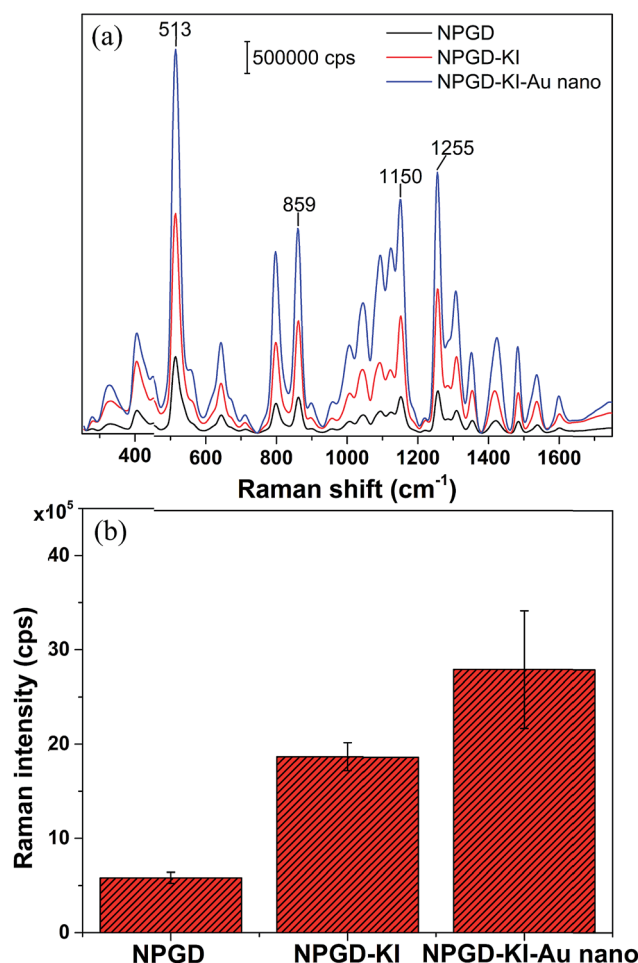 (a)
513
500000 cps
NPGD
NPGD-KI
NPGD-KI-Au nano
859
1150
1255
400 600 800 1000 1200 1400 1600
Raman shift (cm⁻¹)
x10⁵
(b)
40
30
20
10
0
Raman intensity (cps)
NPGD NPGD-KI NPGD-KI-Au nano